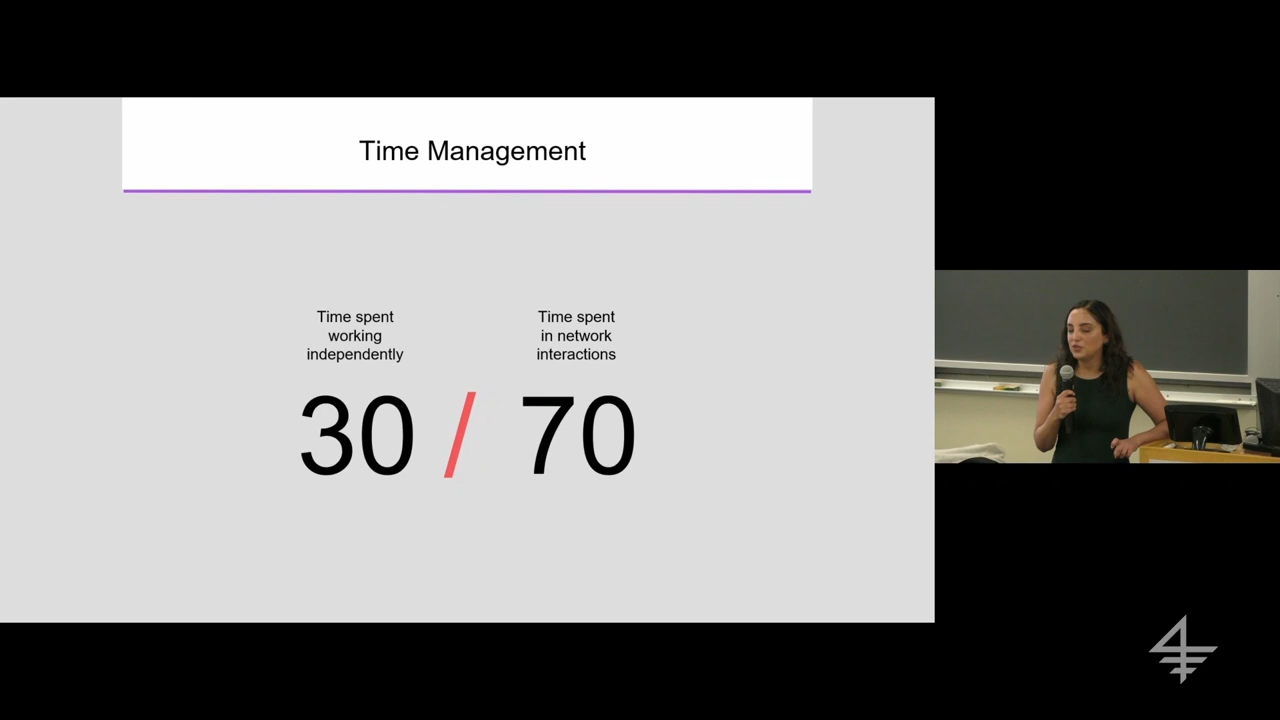 Time Management
Time spent
working
independently
Time spent
in network
interactions
30 / 70